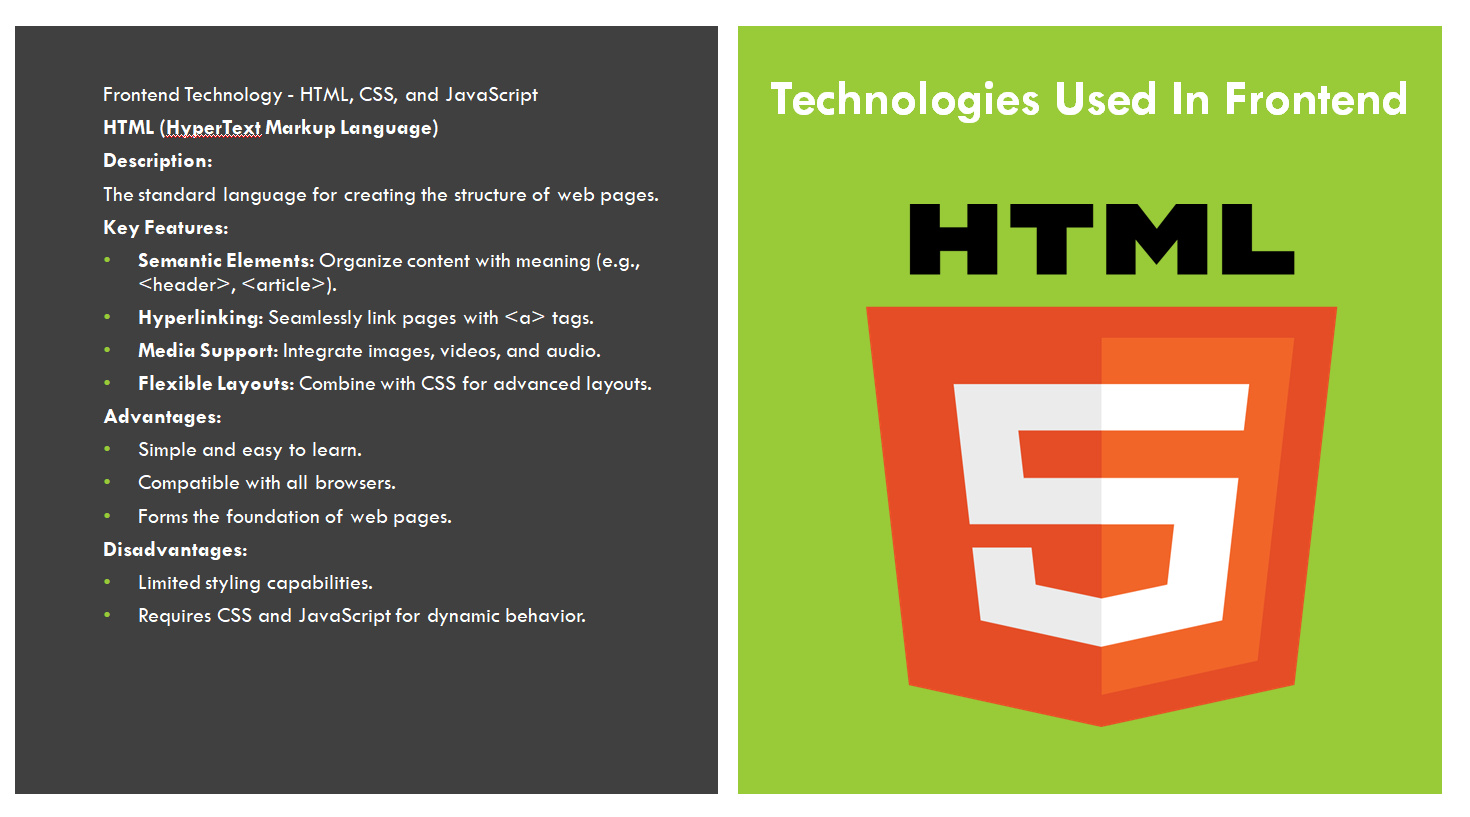 Frontend Technology - HTML, CSS, and JavaScript
HTML (HyperText Markup Language)
Description:
The standard language for creating the structure of web pages.
Key Features:
• Semantic Elements: Organize content with meaning (e.g.,
<header>, <article>).
• Hyperlinking: Seamlessly link pages with <a> tags.
• Media Support: Integrate images, videos, and audio.
• Flexible Layouts: Combine with CSS for advanced layouts.
Advantages:
• Simple and easy to learn.
• Compatible with all browsers.
• Forms the foundation of web pages.
Disadvantages:
• Limited styling capabilities.
• Requires CSS and JavaScript for dynamic behavior.
Technologies Used In Frontend
HTML
5